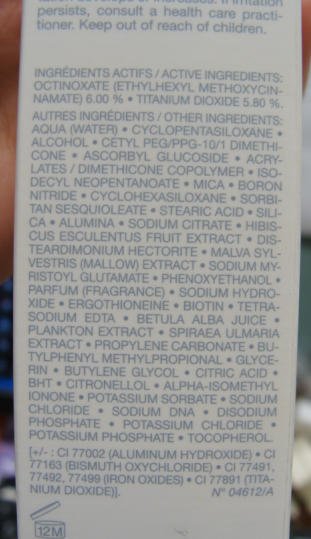 persists, consult a health care practi-
tioner. Keep out of reach of children.
INGRÉDIENTS ACTIFS / ACTIVE INGREDIENTS:
OCTINOXATE (ETHYLHEXYL METHOXYCIN-
NAMATE) 6.00 % • TITANIUM DIOXIDE 5.80 %.
AUTRES INGRÉDIENTS / OTHER INGREDIENTS:
AQUA (WATER) • CYCLOPENTASILOXANE •
ALCOHOL • CETYL PEG/PPG-10/1 DIMETHI-
CONE • ASCORBYL GLUCOSIDE • ACRY-
LATES / DIMETHICONE COPOLYMER • ISO-
DECYL NEOPENTANOATE • MICA • BORON
NITRIDE • CYCLOHEXASILOXANE • SORBI-
TAN SESQUIOLEATE • STEARIC ACID • SILI-
CA • ALUMINA • SODIUM CITRATE • HIBIS-
CUS ESCULENTUS FRUIT EXTRACT • DIS-
TEARDIMONIUM HECTORITE • MALVA SYL-
VESTRIS (MALLOW) EXTRACT • SODIUM MY-
RISTOYL GLUTAMATE • PHENOXYETHANOL •
PARFUM (FRAGRANCE) • SODIUM HYDRO-
XIDE • ERGOTHIONEINE • BIOTIN • TETRA-
SODIUM EDTA • BETULA ALBA JUICE •
PLANKTON EXTRACT • SPIRAEA ULMARIA
EXTRACT • PROPYLENE CARBONATE • BU-
TYLPHENYL METHYLPROPIONAL • GLYCE-
RIN • BUTYLENE GLYCOL • CITRIC ACID •
BHT • CITRONELLOL • ALPHA-ISOMETHYL
IONONE • POTASSIUM SORBATE • SODIUM
CHLORIDE • SODIUM DNA • DISODIUM
PHOSPHATE • POTASSIUM CHLORIDE •
POTASSIUM PHOSPHATE • TOCOPHEROL.
[+/- : CI 77002 (ALUMINUM HYDROXIDE) • CI
77163 (BISMUTH OXYCHLORIDE) • CI 77491,
77492, 77499 (IRON OXIDES) • CI 77891 (TITA-
NIUM DIOXIDE)]. N° 04612/A
12M